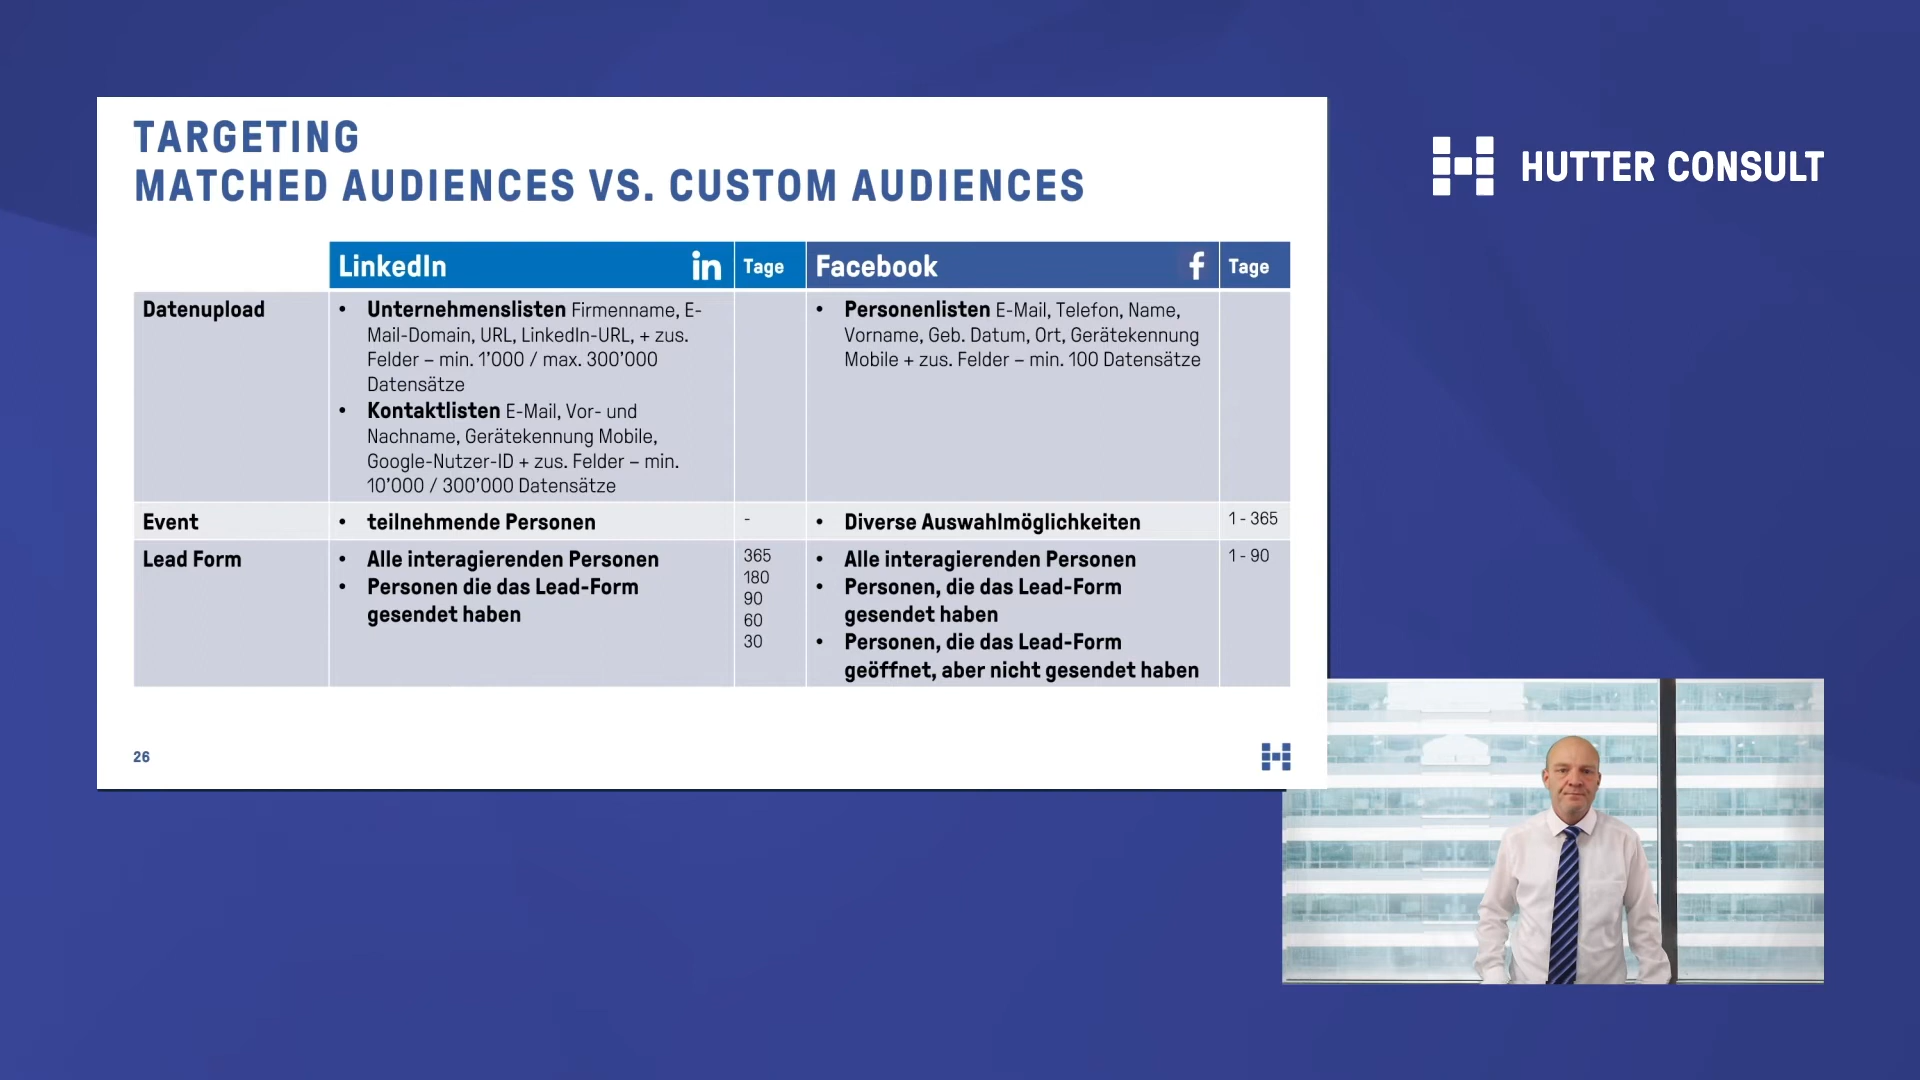 TARGETING
MATCHED AUDIENCES VS. CUSTOM AUDIENCES
HUTTER CONSULT
LinkedIn in Tage Facebook f Tage
Datenupload
• Unternehmenslisten Firmenname, E-
Mail-Domain, URL, LinkedIn-URL, + zus.
Felder – min. 1’000 / max. 300’000
Datensätze
• Kontaktlisten E-Mail, Vor- und
Nachname, Gerätekennung Mobile,
Google-Nutzer-ID + zus. Felder – min.
10’000 / 300’000 Datensätze
• Personenlisten E-Mail, Telefon, Name,
Vorname, Geb. Datum, Ort, Gerätekennung
Mobile + zus. Felder – min. 100 Datensätze
Event
• teilnehmende Personen
-
• Diverse Auswahlmöglichkeiten
1 - 365
Lead Form
• Alle interagierenden Personen
• Personen die das Lead-Form
gesendet haben
365
180
90
60
30
• Alle interagierenden Personen
• Personen, die das Lead-Form
gesendet haben
• Personen, die das Lead-Form
geöffnet, aber nicht gesendet haben
1 - 90
26